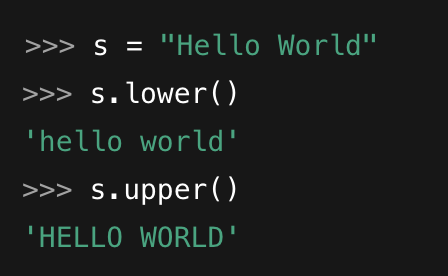 >>> s = "Hello World"
>>> s.lower()
'hello world'
>>> s.upper()
'HELLO WORLD'